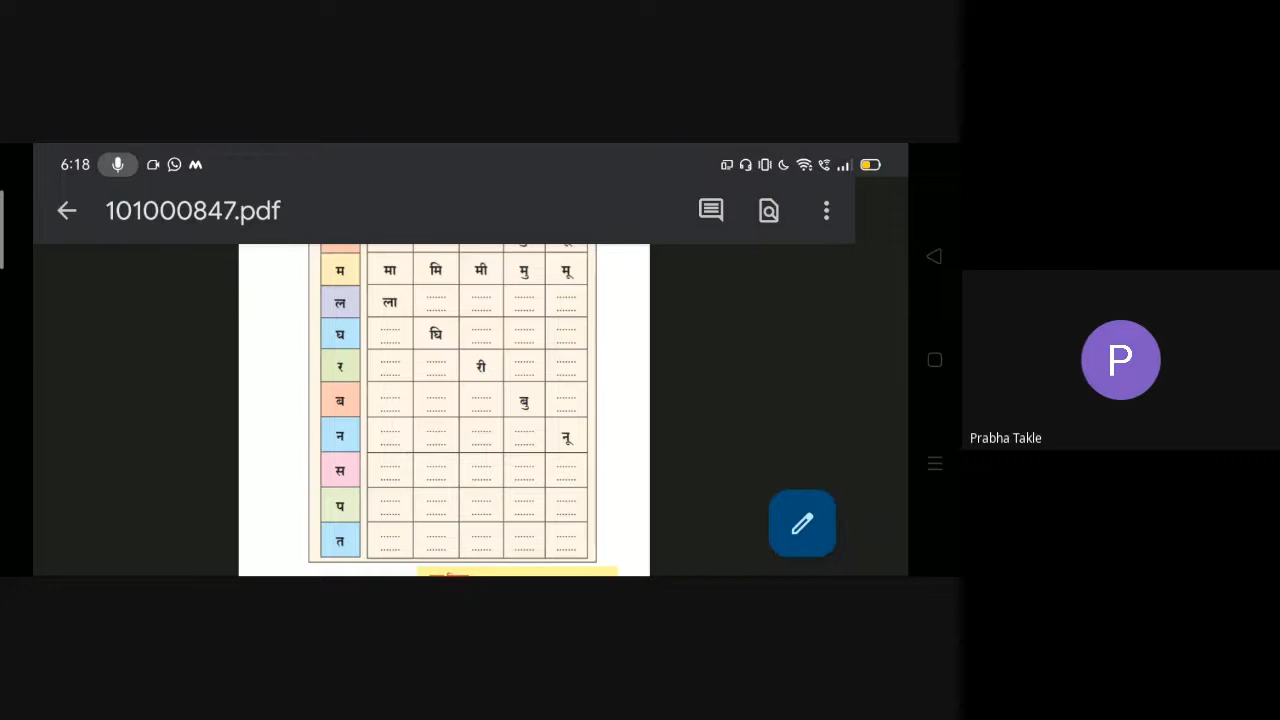 6:18
101000847.pdf
म मा मि मी मु मू
ल ला ....... ....... ....... .......
घ ....... घि ....... ....... .......
र ....... ....... री ....... .......
ब ....... ....... ....... बु .......
न ....... ....... ....... ....... नू
स ....... ....... ....... ....... .......
प ....... ....... ....... ....... .......
त ....... ....... ....... ....... .......
P
Prabha Takle